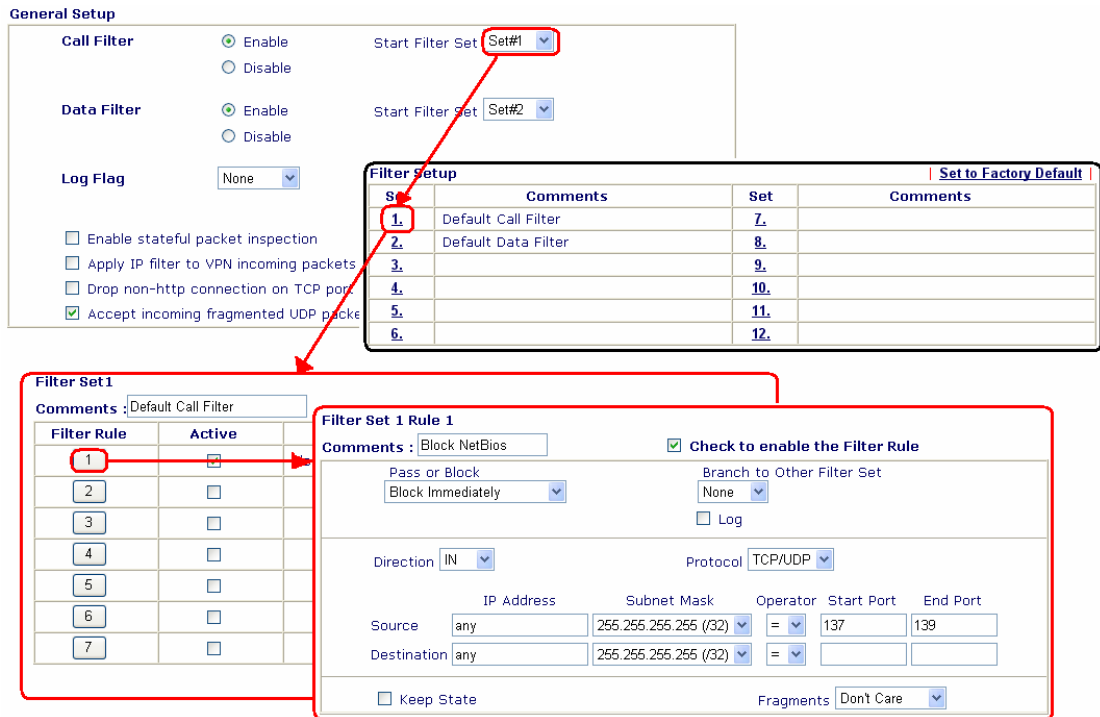 General Setup
Call Filter Enable Start Filter Set Set#1
Disable
Data Filter Enable Start Filter Set Set#2
Disable
Log Flag None
Enable stateful packet inspection
Apply IP filter to VPN incoming packets
Drop non-http connection on TCP port
Accept incoming fragmented UDP packe
Filter Setup | Set to Factory Default |
Set Comments Set Comments
1. Default Call Filter 7.
2. Default Data Filter 8.
3. 9.
4. 10.
5. 11.
6. 12.
Filter Set1
Comments : Default Call Filter
Filter Rule Active
1
2
3
4
5
6
7
Filter Set 1 Rule 1
Comments : Block NetBios Check to enable the Filter Rule
Pass or Block Branch to Other Filter Set
Block Immediately None
Log
Direction IN Protocol TCP/UDP
IP Address Subnet Mask Operator Start Port End Port
Source any 255.255.255.255 (/32) = 137 139
Destination any 255.255.255.255 (/32) =
Keep State Fragments Don't Care